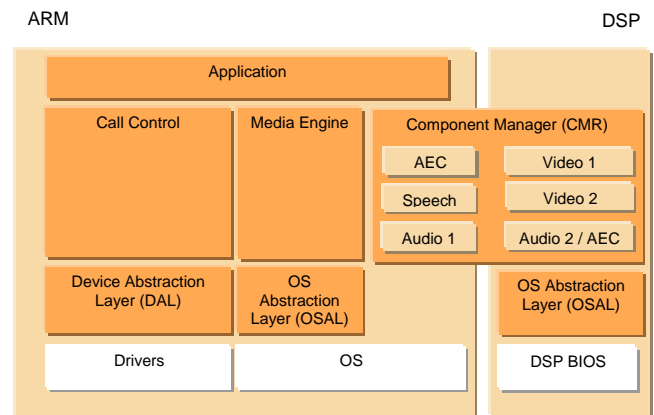 ARM
DSP
Application
Call Control
Media Engine
Component Manager (CMR)
AEC
Video 1
Speech
Video 2
Audio 1
Audio 2 / AEC
Device Abstraction
Layer (DAL)
OS
Abstraction
Layer (OSAL)
OS Abstraction
Layer (OSAL)
Drivers
OS
DSP BIOS